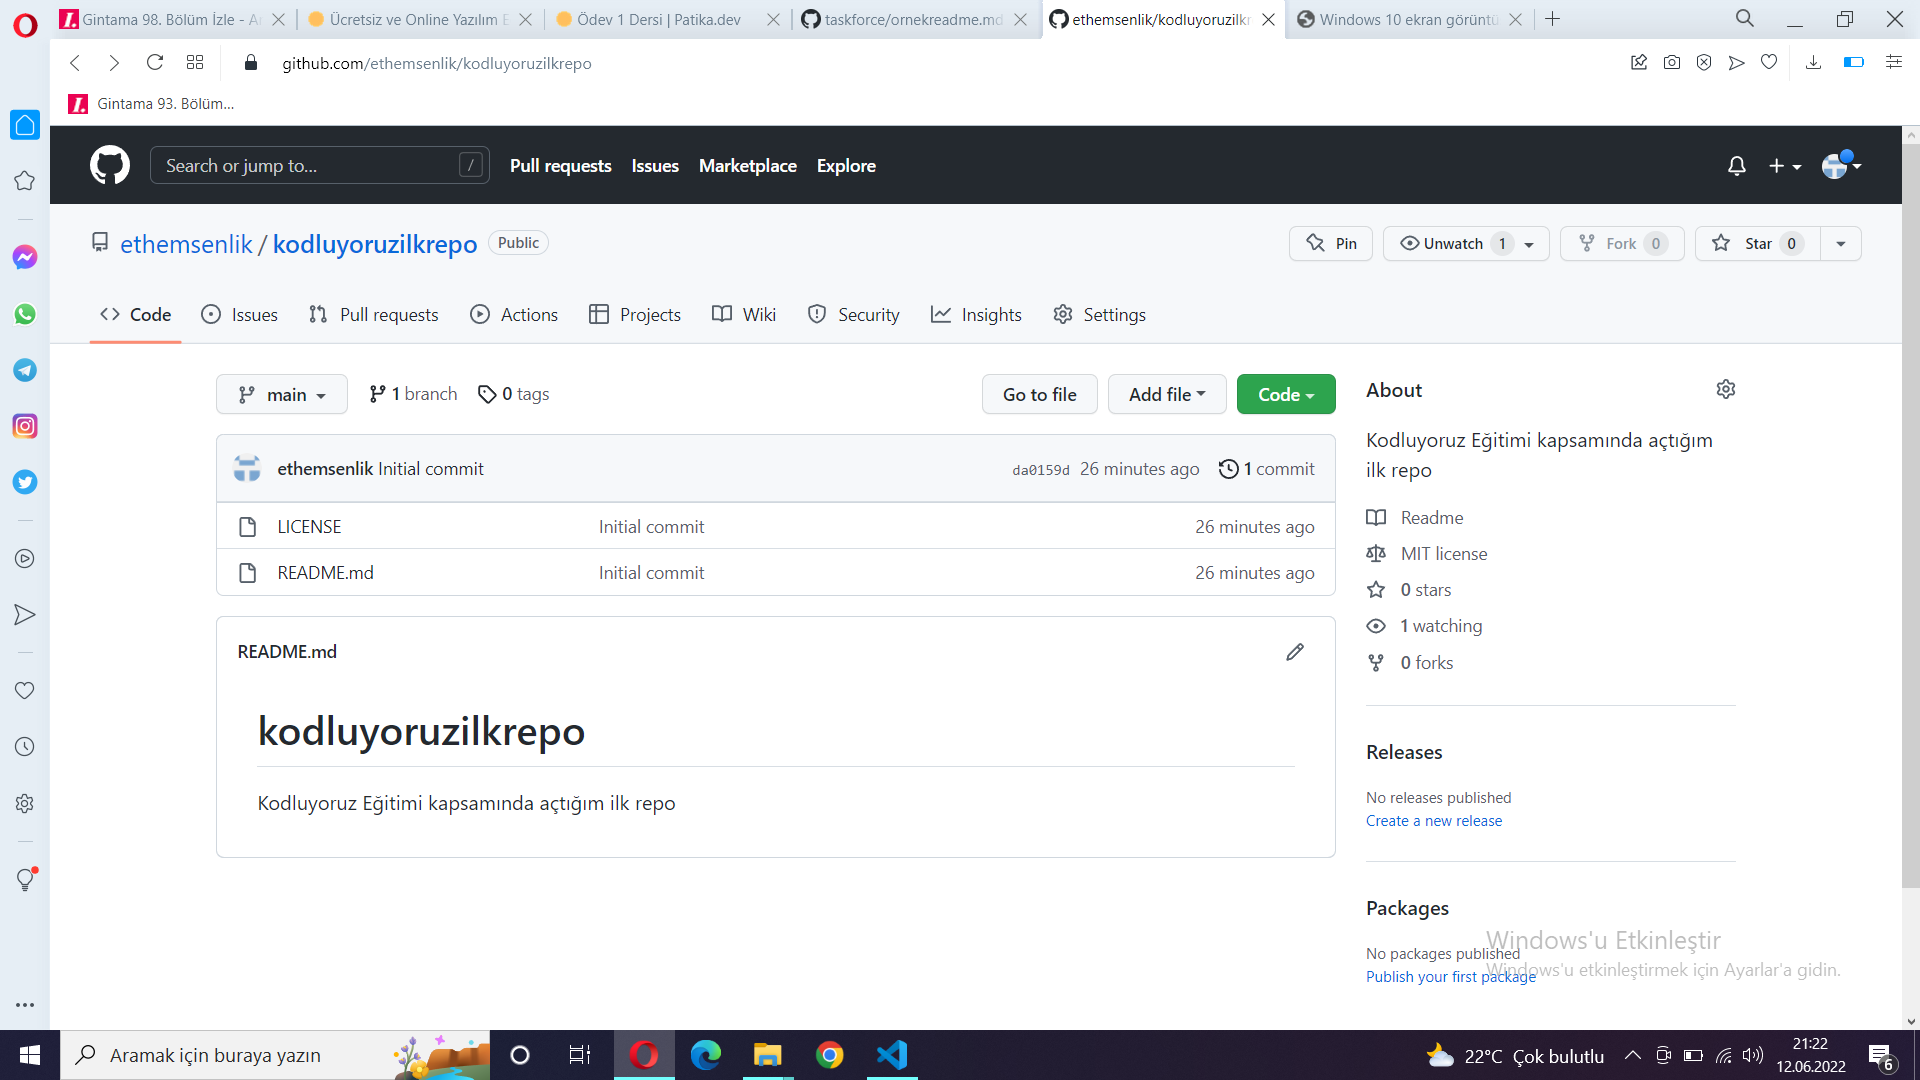 Gintama 98. Bölüm İzle - A
Ücretsiz ve Online Yazılım E
Ödev 1 Dersi | Patika.dev
taskforce/ornekreadme.md
ethemsenlik/kodluyoruzilkr
Windows 10 ekran görüntü
github.com/ethemsenlik/kodluyoruzilkrepo
Gintama 93. Bölüm...
Search or jump to... /
Pull requests Issues Marketplace Explore
ethemsenlik / kodluyoruzilkrepo Public
Pin
Unwatch 1
Fork 0
Star 0
Code Issues Pull requests Actions Projects Wiki Security Insights Settings
main 1 branch 0 tags
Go to file Add file Code
ethemsenlik Initial commit da0159d 26 minutes ago 1 commit
LICENSE Initial commit 26 minutes ago
README.md Initial commit 26 minutes ago
README.md
kodluyoruzilkrepo
Kodluyoruz Eğitimi kapsamında açtığım ilk repo
About
Kodluyoruz Eğitimi kapsamında açtığım
ilk repo
Readme
MIT license
0 stars
1 watching
0 forks
Releases
No releases published
Create a new release
Packages
No packages published
Publish your first package
Windows'u Etkinleştir
Windows'u etkinleştirmek için Ayarlar'a gidin.
Aramak için buraya yazın
22°C Çok bulutlu
21:22
12.06.2022
6